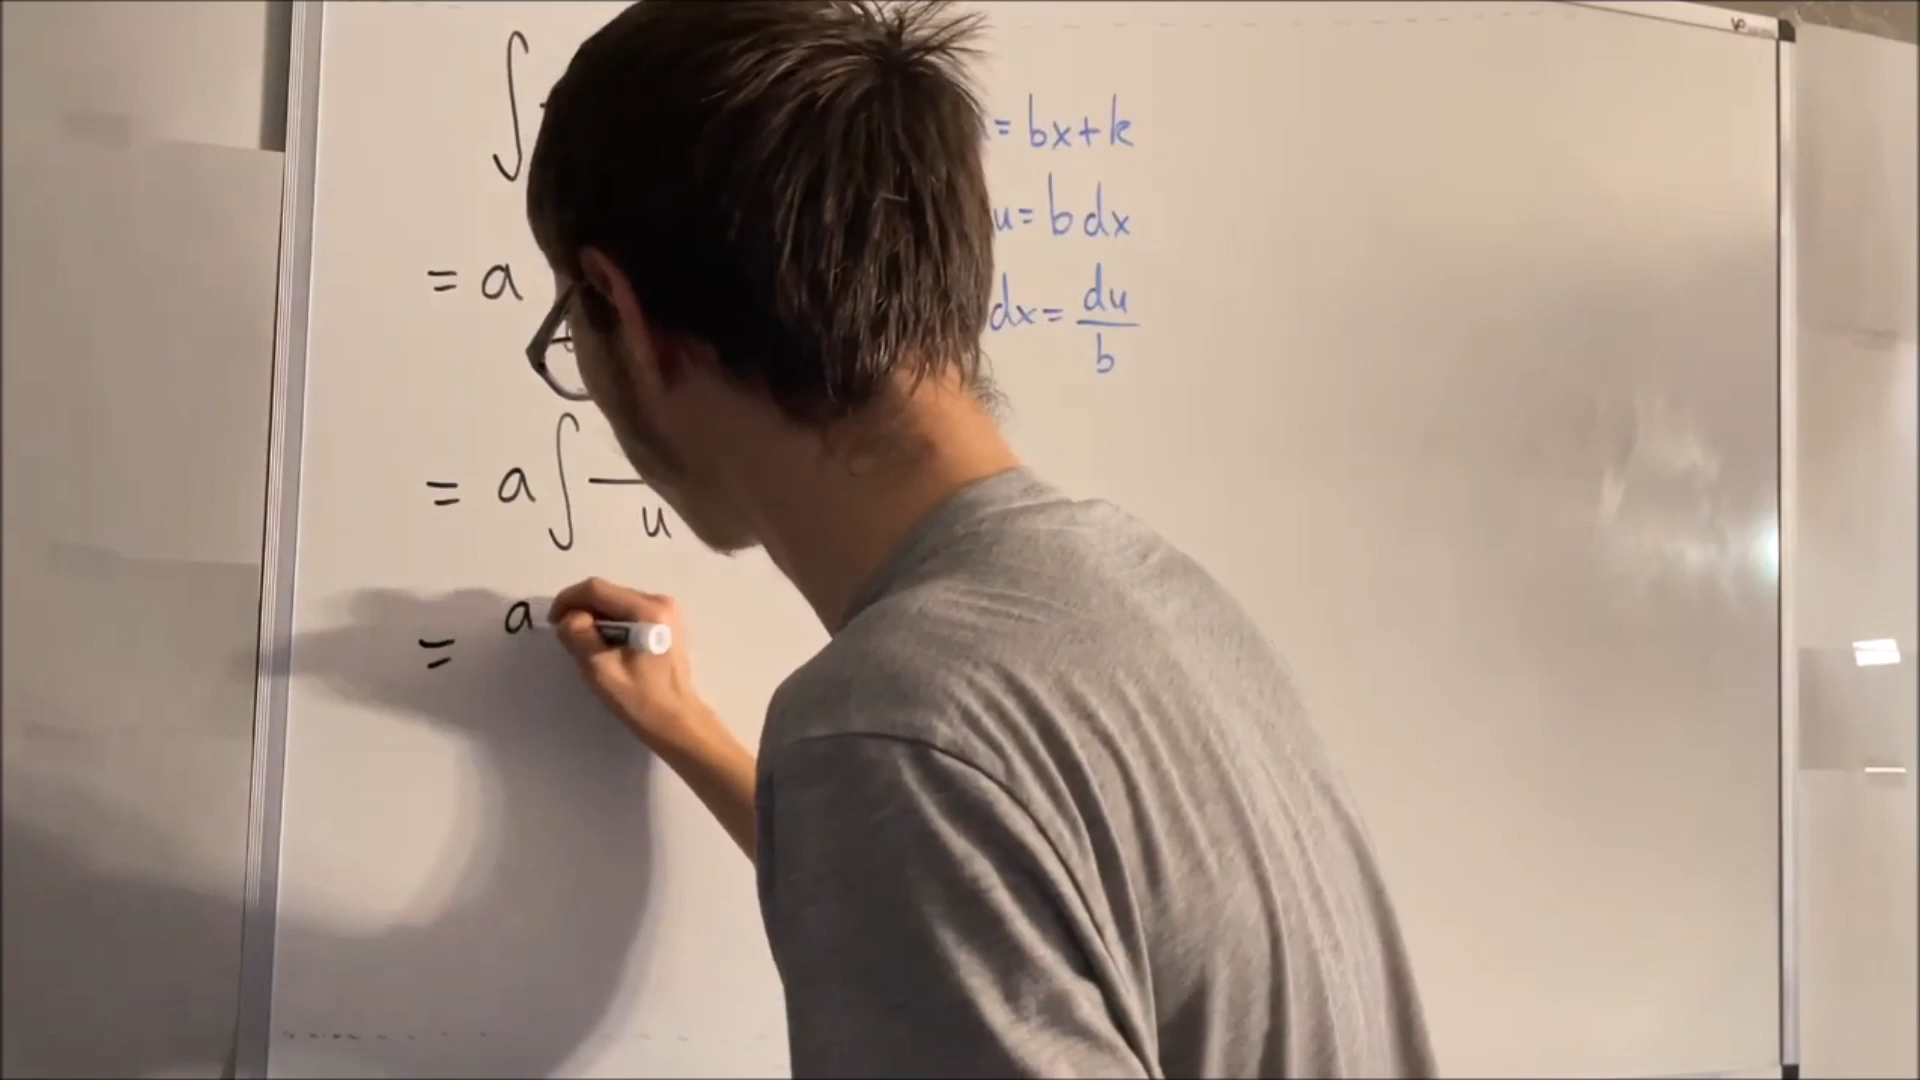 ∫
= bx+k
u= b dx
= a
dx= du/b
= a ∫ — u
= a